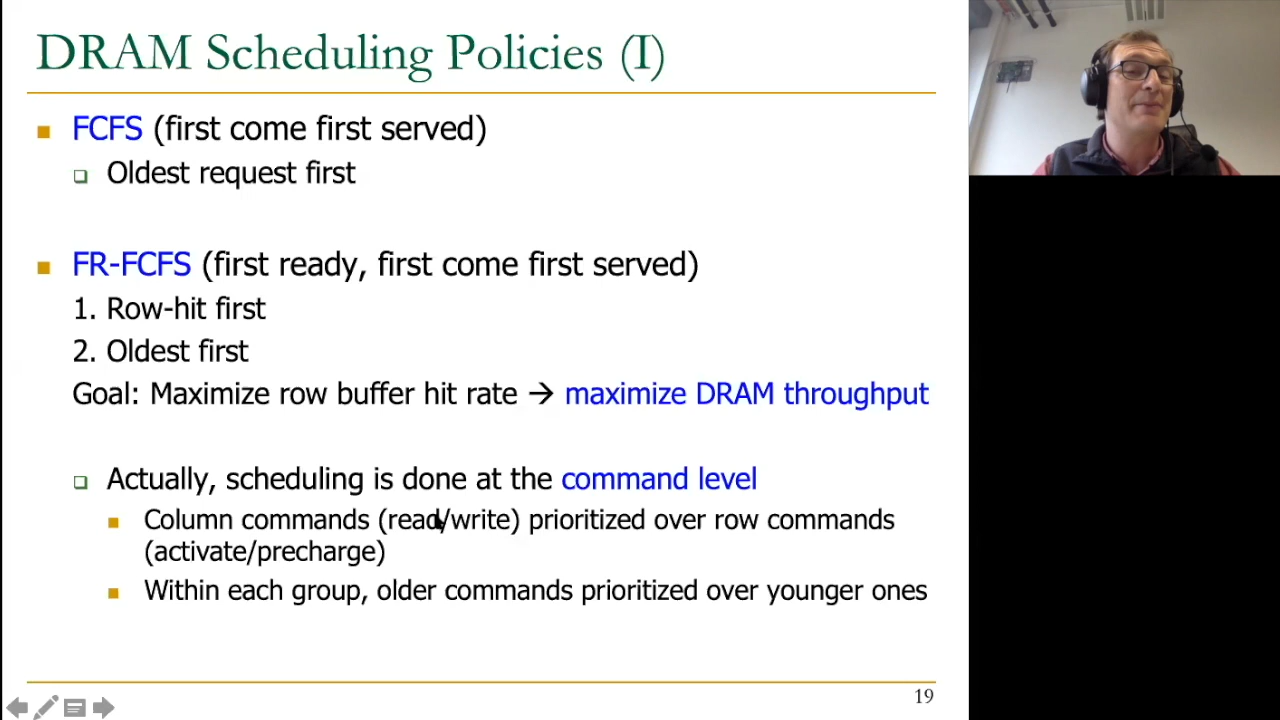 DRAM Scheduling Policies (I)
FCFS (first come first served)
Oldest request first
FR-FCFS (first ready, first come first served)
1. Row-hit first
2. Oldest first
Goal: Maximize row buffer hit rate → maximize DRAM throughput
Actually, scheduling is done at the command level
Column commands (read/write) prioritized over row commands
(activate/precharge)
Within each group, older commands prioritized over younger ones
19